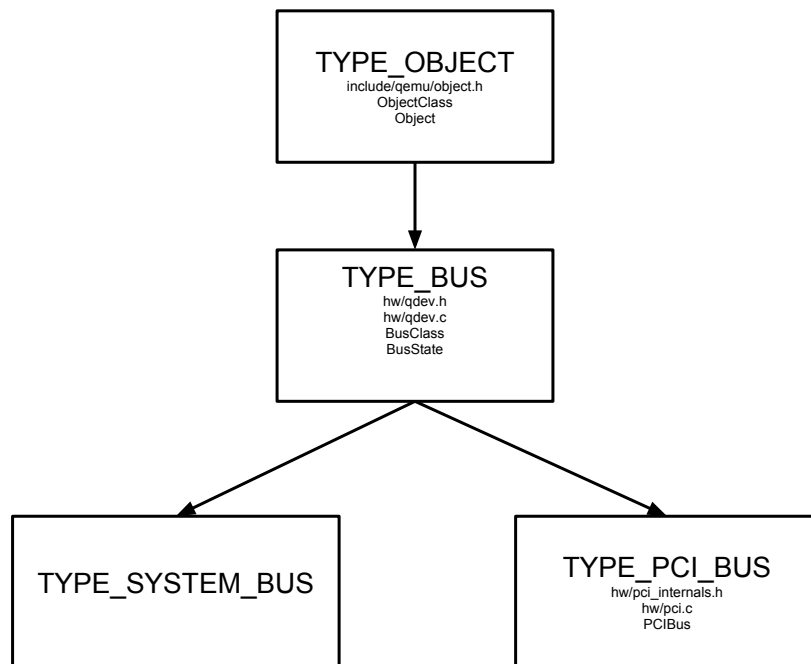 TYPE_OBJECT
include/qemu/object.h
ObjectClass
Object
TYPE_BUS
hw/qdev.h
hw/qdev.c
BusClass
BusState
TYPE_SYSTEM_BUS
TYPE_PCI_BUS
hw/pci_internals.h
hw/pci.c
PCIBus